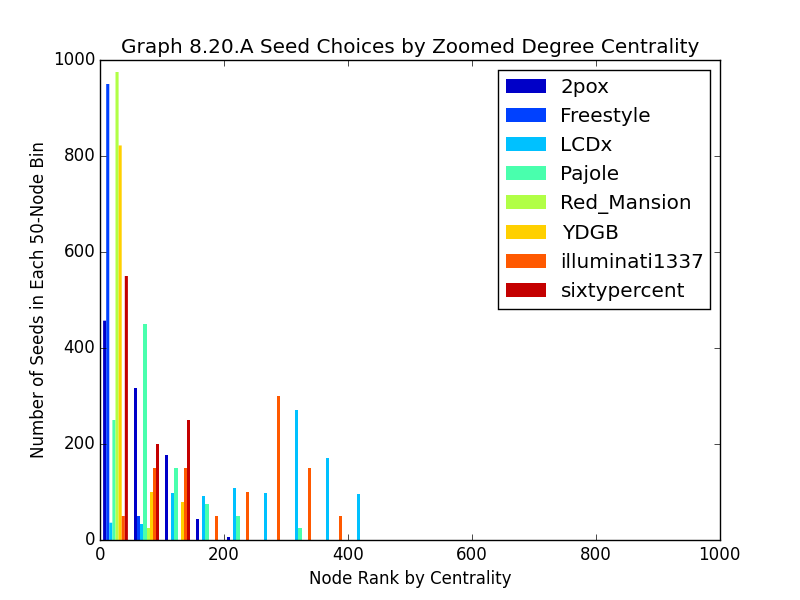 Graph 8.20.A Seed Choices by Zoomed Degree Centrality
Number of Seeds in Each 50-Node Bin
1000
800
600
400
200
0
2pox
Freestyle
LCDx
Pajole
Red_Mansion
YDGB
illuminati1337
sixtypercent
0 200 400 600 800 1000
Node Rank by Centrality